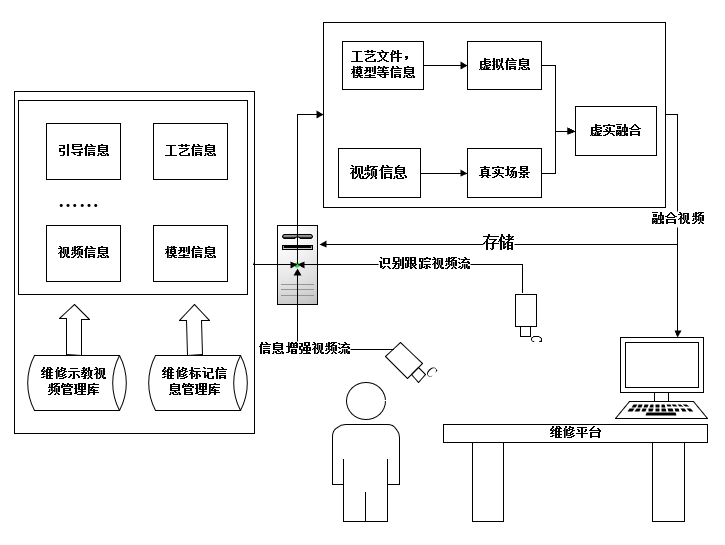 工艺文件，
模型等信息
虚拟信息
虚实融合
视频信息
真实场景
引导信息
工艺信息
……
视频信息
模型信息
融合视频
存储
识别跟踪视频流
信息增强视频流
维修示教视
频管理库
维修标记信
息管理库
维修平台